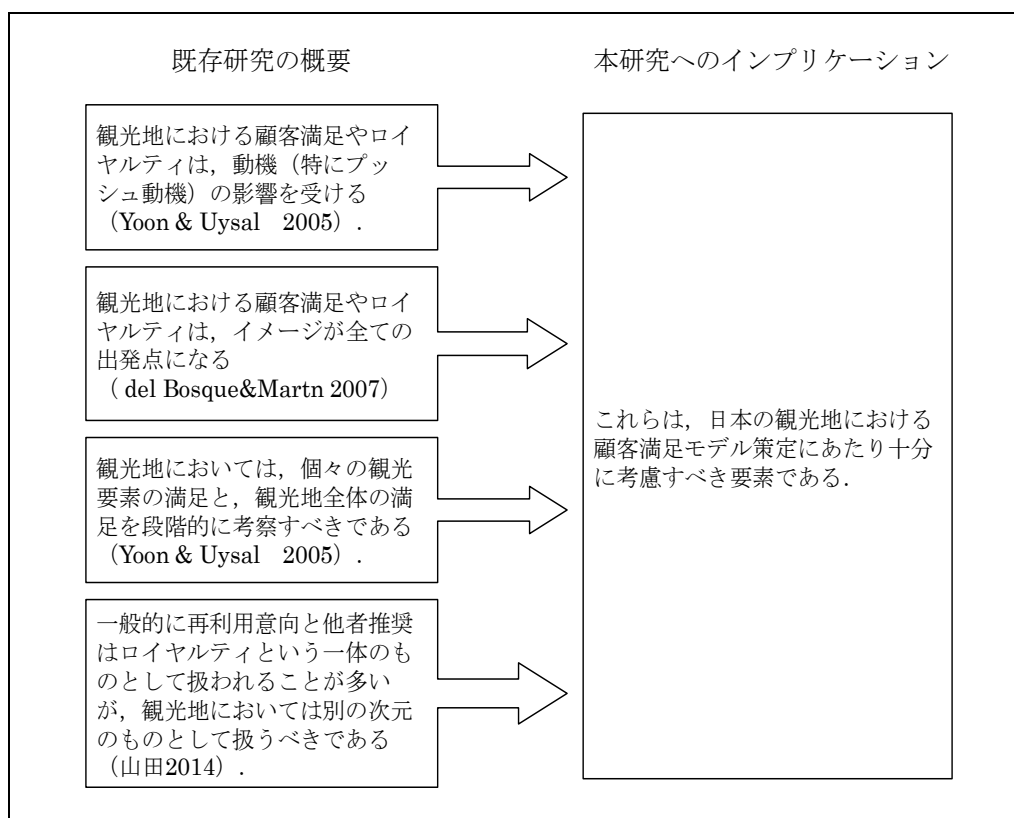 既存研究の概要
本研究へのインプリケーション
観光地における顧客満足やロイ
ヤルティは，動機（特にプッ
シュ動機）の影響を受ける
（Yoon & Uysal　2005）.
観光地における顧客満足やロイ
ヤルティは，イメージが全ての
出発点になる
（ del Bosque&Martn 2007）
観光地においては，個々の観光
要素の満足と，観光地全体の満
足を段階的に考察すべきである
（Yoon & Uysal　2005）.
一般的に再利用意向と他者推奨
はロイヤルティという一体のも
のとして扱われることが多い
が，観光地においては別の次元
のものとして扱うべきである
（山田2014）.
これらは，日本の観光地における
顧客満足モデル策定にあたり十分
に考慮すべき要素である.